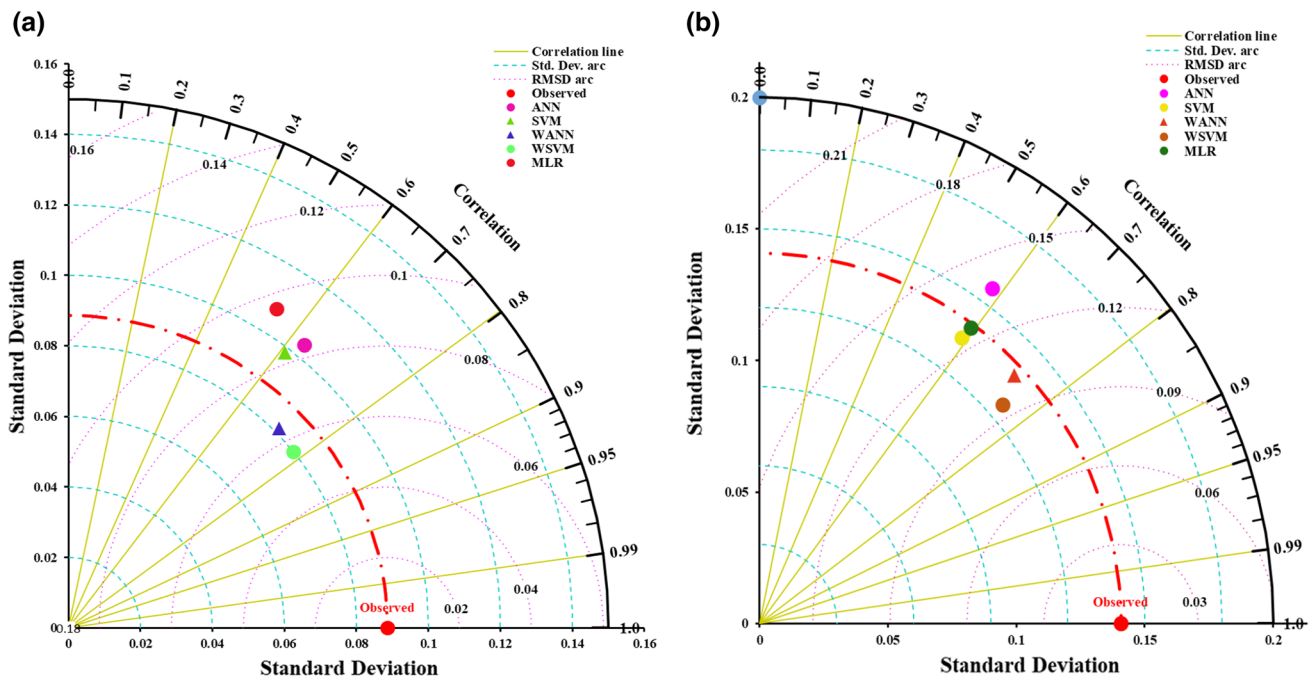 (a)
Correlation line
Std. Dev. arc
RMSD arc
Observed
ANN
SVM
WANN
WSVM
MLR
0.16
0.14
0.12
0.1
0.08
0.06
0.04
0.02
0
0.18
Standard Deviation
0.0
0.1
0.2
0.3
0.4
0.5
0.6
0.7
0.8
0.9
0.95
0.99
1.0
Correlation
0.16
0.14
0.12
0.1
0.08
0.06
0.04
0.02
Observed
0
0.02
0.04
0.06
0.08
0.1
0.12
0.14
0.16
Standard Deviation
(b)
Correlation line
Std. Dev. arc
RMSD arc
Observed
ANN
SVM
WANN
WSVM
MLR
0.2
0.15
0.1
0.05
0
Standard Deviation
0.0
0.1
0.2
0.3
0.4
0.5
0.6
0.7
0.8
0.9
0.95
0.99
1.0
Correlation
0.21
0.18
0.15
0.12
0.09
0.06
0.03
Observed
0
0.05
0.1
0.15
0.2
Standard Deviation